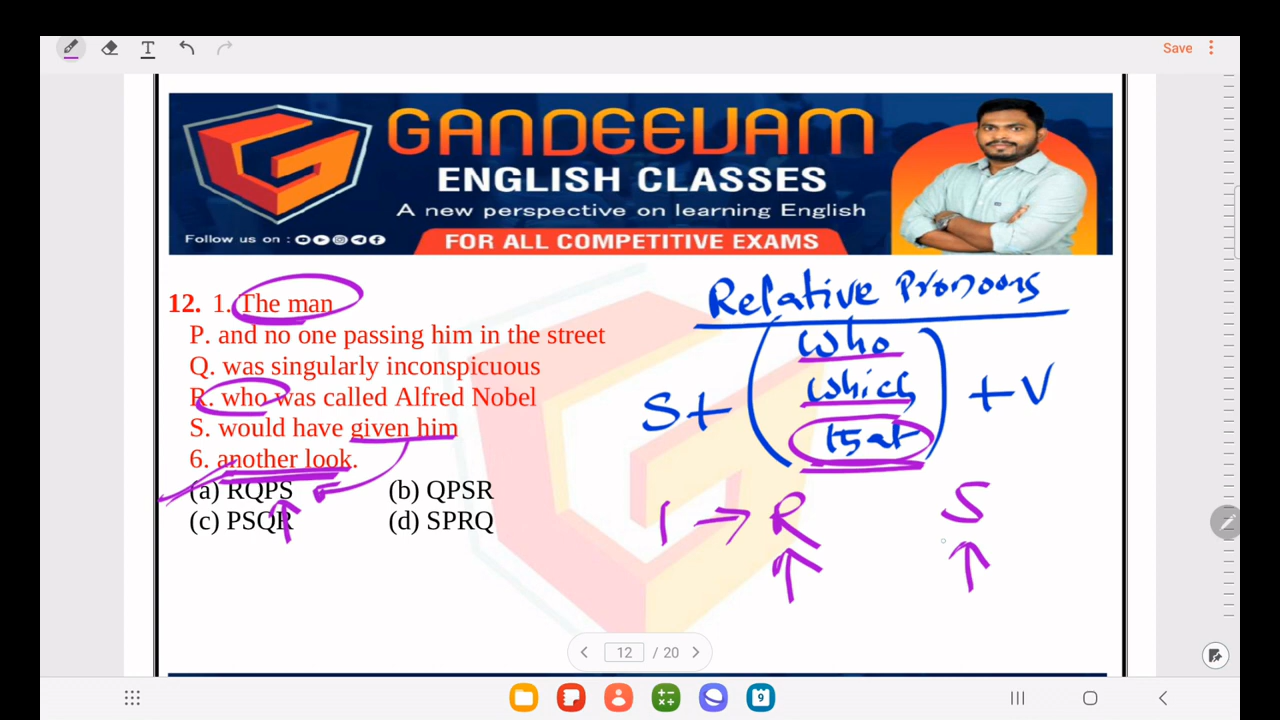 T
Save
GANDEEVAM
ENGLISH CLASSES
A new perspective on learning English
Follow us on :
FOR ALL COMPETITIVE EXAMS
Relative Pronouns
12. 1. The man
P. and no one passing him in the street
Q. was singularly inconspicuous
R. who was called Alfred Nobel
S. would have given him
6. another look.
(a) RQPS (b) QPSR
(c) PSQR (d) SPRQ
who
S+ which +V
that
1 → R S
12 / 20
9